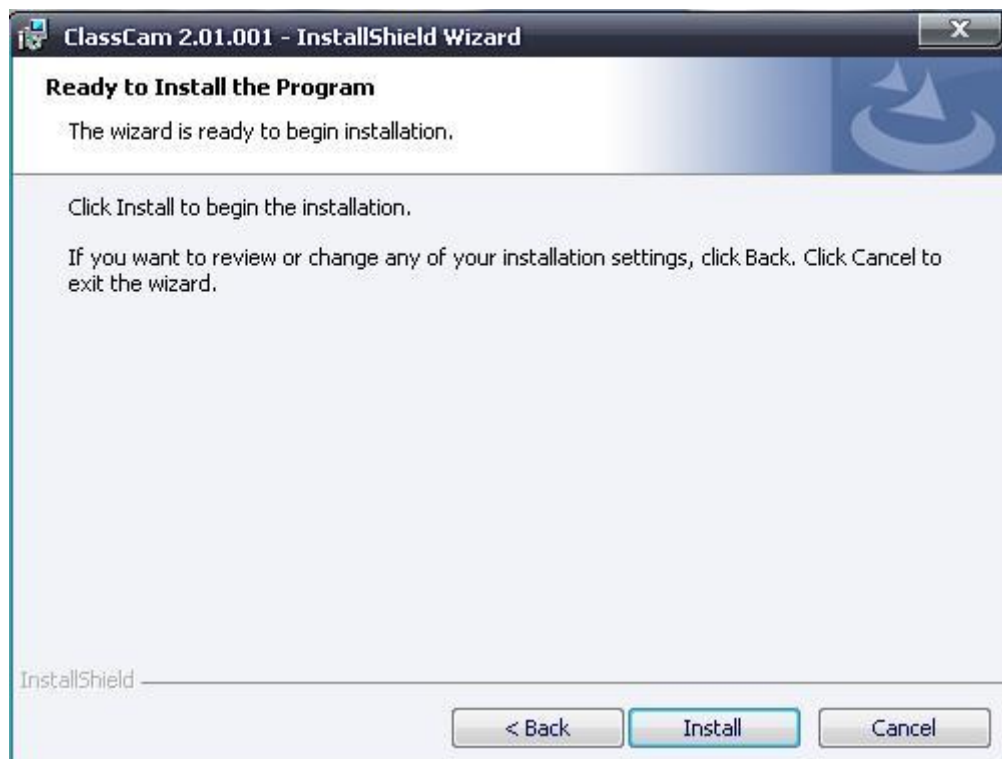 ClassCam 2.01.001 - InstallShield Wizard
Ready to Install the Program
The wizard is ready to begin installation.
Click Install to begin the installation.
If you want to review or change any of your installation settings, click Back. Click Cancel to
exit the wizard.
InstallShield
< Back Install Cancel